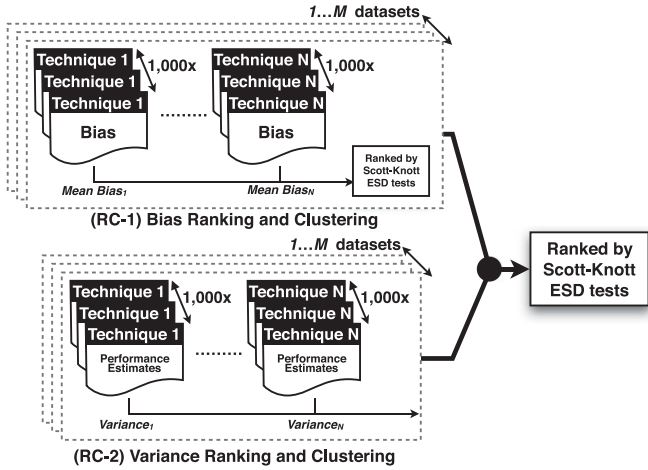 1...M datasets
Technique 1
Technique 1
Technique 1
1,000x
Bias
Technique N
Technique N
Technique N
1,000x
Bias
Mean Bias1
Mean BiasN
Ranked by
Scott-Knott
ESD tests
(RC-1) Bias Ranking and Clustering
1...M datasets
Technique 1
Technique 1
Technique 1
1,000x
Performance
Estimates
Technique N
Technique N
Technique N
1,000x
Performance
Estimates
Variance1
VarianceN
(RC-2) Variance Ranking and Clustering
Ranked by
Scott-Knott
ESD tests